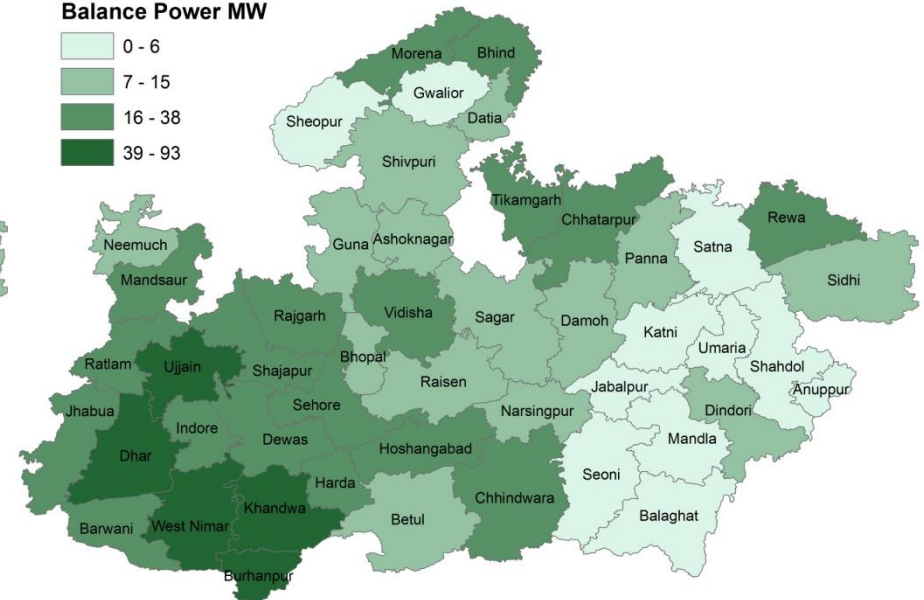 Balance Power MW
0 - 6
7 - 15
16 - 38
39 - 93
Morena
Bhind
Gwalior
Sheopur
Datia
Shivpuri
Tikamgarh
Chhatarpur
Rewa
Neemuch
Guna
Ashoknagar
Panna
Satna
Mandsaur
Sidhi
Rajgarh
Vidisha
Sagar
Damoh
Katni
Umaria
Ratlam
Ujjain
Shajapur
Bhopal
Raisen
Shahdol
Jabalpur
Anuppur
Jhabua
Sehore
Narsingpur
Dindori
Indore
Dewas
Hoshangabad
Mandla
Dhar
Harda
Chhindwara
Seoni
Khandwa
Betul
Balaghat
Barwani
West Nimar
Burhanpur